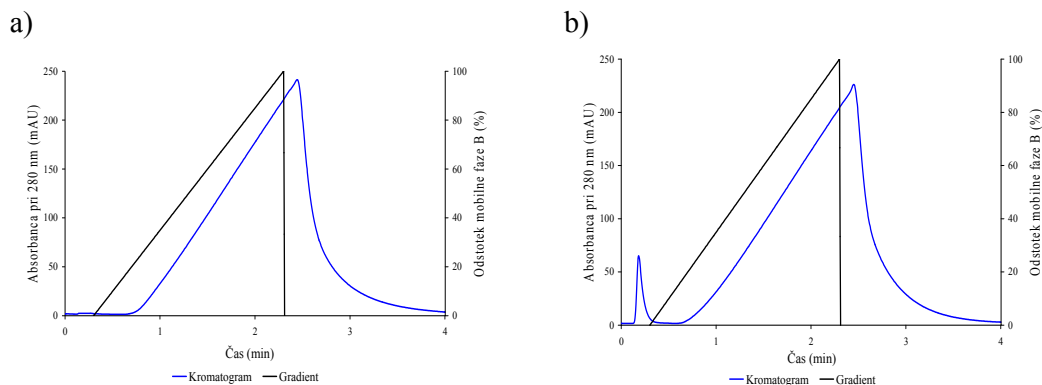 a)
Absorbanca pri 280 nm (mAU)
250
200
150
100
50
0
0
1
2
3
4
Čas (min)
100
80
60
40
20
0
Odstotek mobilne faze B (%)
Kromatogram
Gradient
b)
Absorbanca pri 280 nm (mAU)
250
200
150
100
50
0
0
1
2
3
4
Čas (min)
100
80
60
40
20
0
Odstotek mobilne faze B (%)
Kromatogram
Gradient